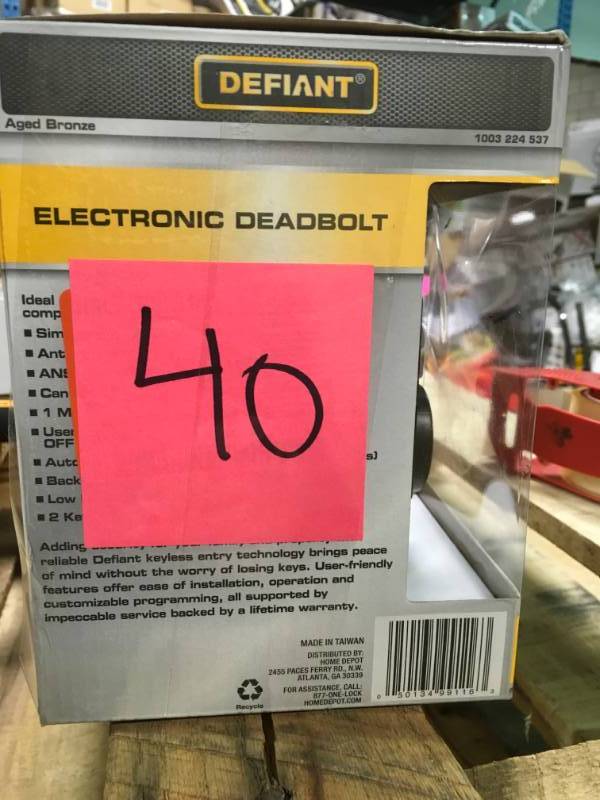 DEFIANT®
Aged Bronze
1003 224 537
ELECTRONIC DEADBOLT
40
Ideal
comp
■ Sim
■ Ant
■ ANS
■ Can
■ 1 M
■ User
OFF
■ Auto
s)
■ Back
■ Low
■ 2 Ke
Adding
reliable Defiant keyless entry technology brings peace
of mind without the worry of losing keys. User-friendly
features offer ease of installation, operation and
customizable programming, all supported by
impeccable service backed by a lifetime warranty.
MADE IN TAIWAN
DISTRIBUTED BY:
HOME DEPOT
2455 PACES FERRY RD., N.W.
ATLANTA, GA 30339
FOR ASSISTANCE, CALL:
877-ONE-LOCK
HOMEDEPOT.COM
Recycle
0 50134 99116 3